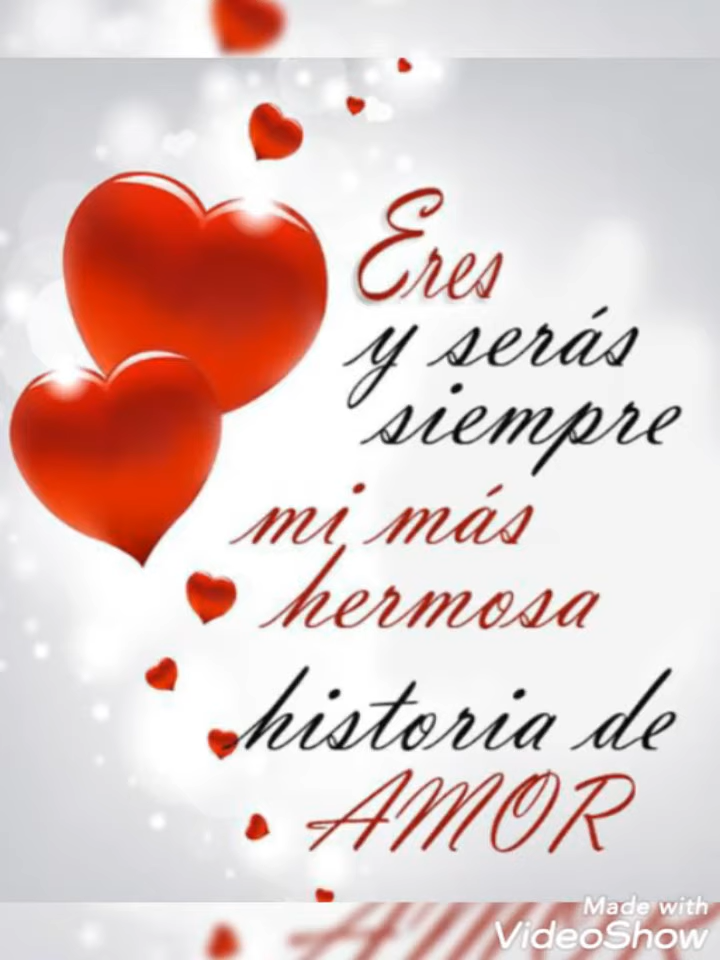 Eres
y serás
siempre
mi más
hermosa
historia de
AMOR
Made with
VideoShow